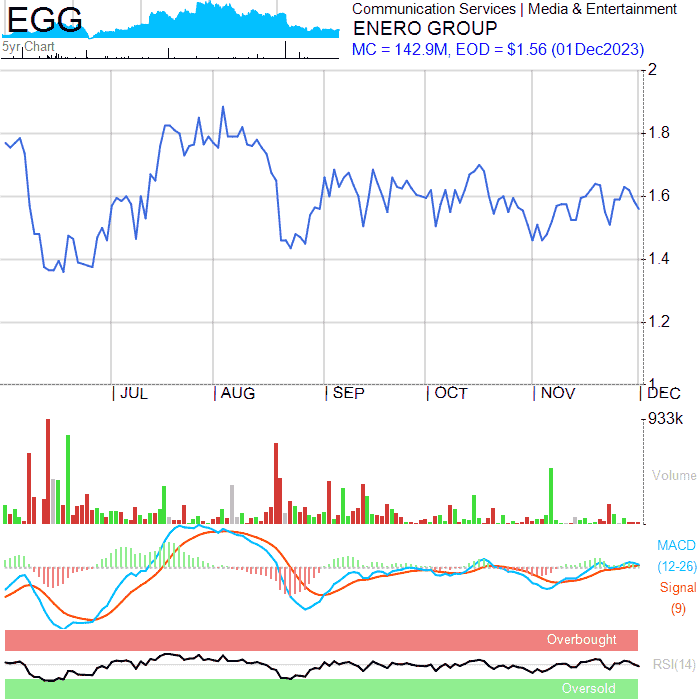 EGG
5yr Chart
Communication Services | Media & Entertainment
ENERO GROUP
MC = 142.9M, EOD = $1.56 (01Dec2023)
2
1.8
1.6
1.4
1.2
1
JUL AUG SEP OCT NOV DEC
933k
Volume
MACD
(12-26)
Signal
(9)
Overbought
RSI(14)
Oversold